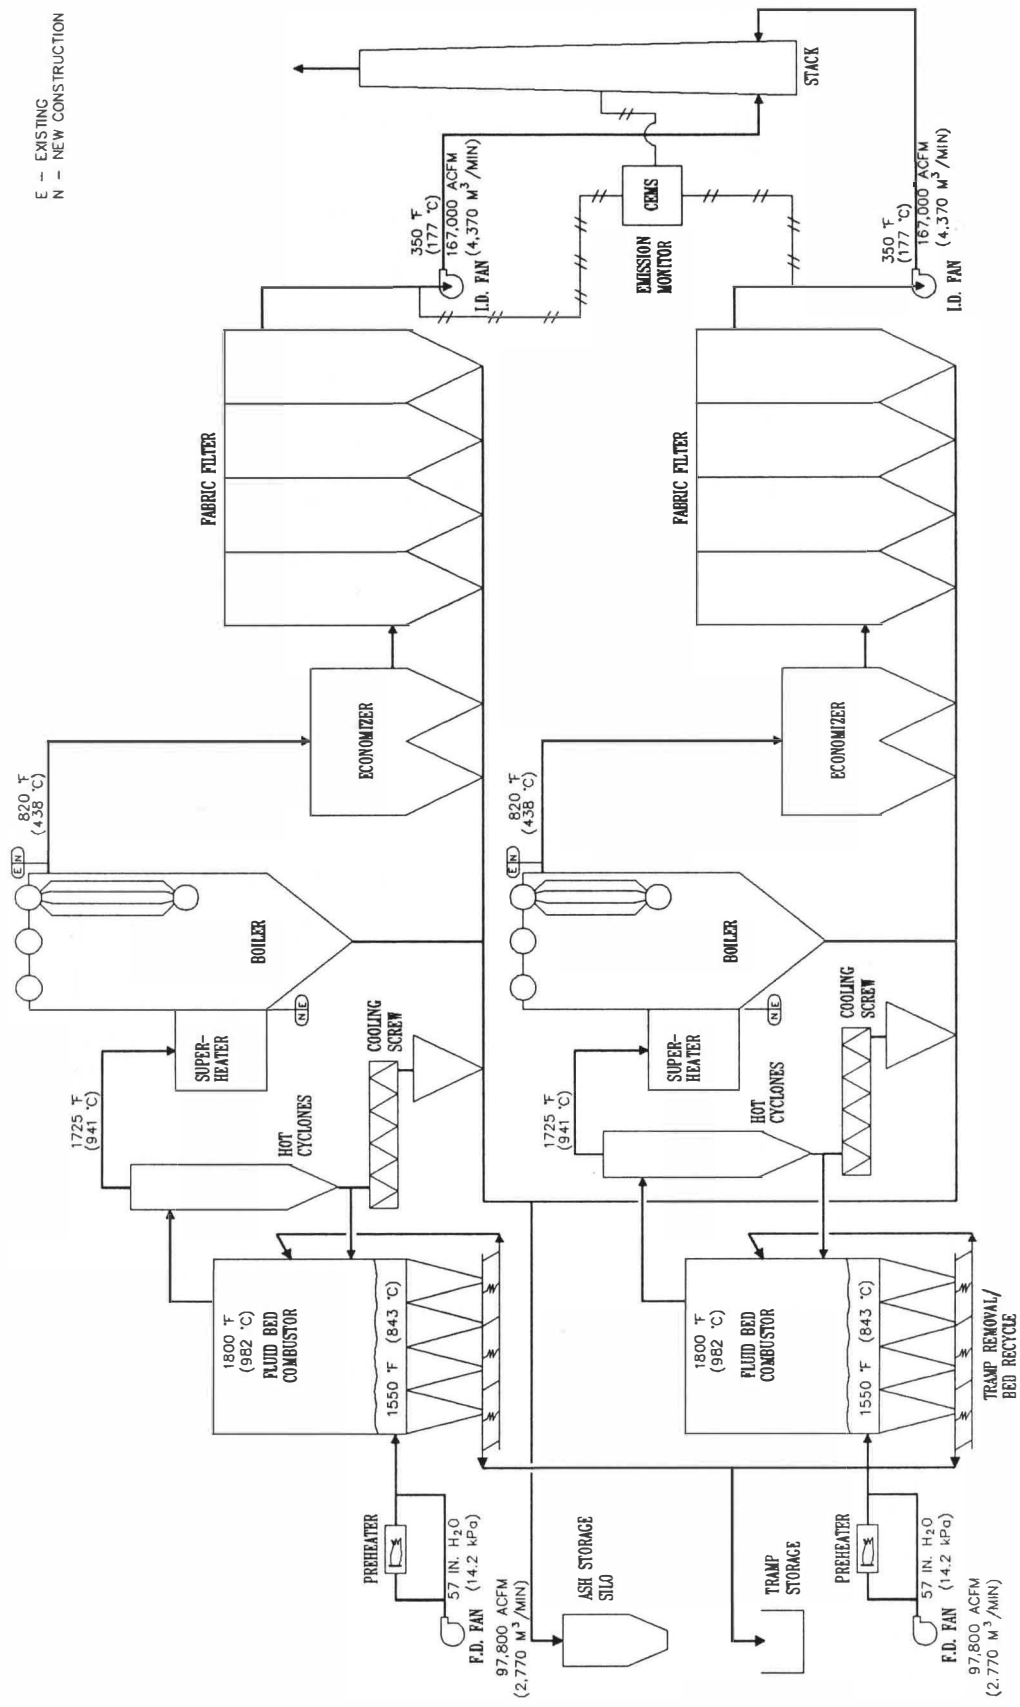 E – EXISTING
N – NEW CONSTRUCTION
F.D. FAN
97,800 ACFM
(2,770 M³/MIN)
57 IN. H₂O
(14.2 kPa)
PREHEATER
1800 °F
(982 °C)
FLUID BED
COMBUSTOR
1550 °F (843 °C)
HOT
CYCLONES
1725 °F
(941 °C)
COOLING
SCREW
SUPER-
HEATER
BOILER
N E
E N
820 °F
(438 °C)
ECONOMIZER
FABRIC FILTER
I.D. FAN
350 °F
(177 °C)
167,000 ACFM
(4,370 M³/MIN)
EMISSION
MONITOR
CEMS
STACK
ASH STORAGE
SILO
TRAMP
STORAGE
F.D. FAN
97,800 ACFM
(2.770 M³/MIN)
57 IN. H₂O
(14.2 kPa)
PREHEATER
1800 °F
(982 °C)
FLUID BED
COMBUSTOR
1550 °F (843 °C)
TRAMP REMOVAL/
BED RECYCLE
HOT
CYCLONES
1725 °F
(941 °C)
COOLING
SCREW
SUPER-
HEATER
BOILER
N E
E N
820 °F
(438 °C)
ECONOMIZER
FABRIC FILTER
I.D. FAN
350 °F
(177 °C)
167,000 ACFM
(4,370 M³/MIN)